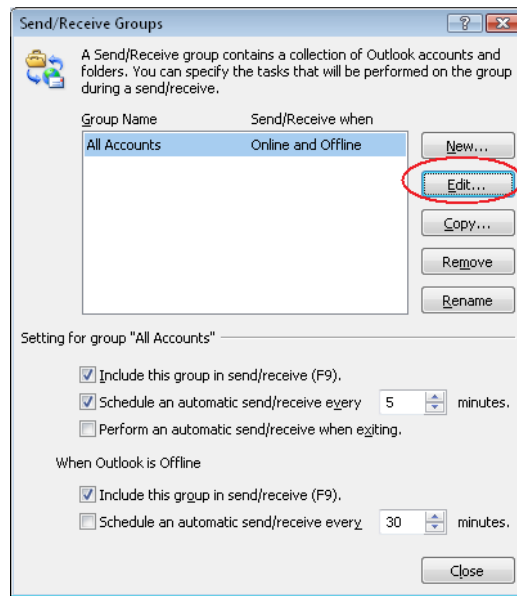 Send/Receive Groups
A Send/Receive group contains a collection of Outlook accounts and
folders. You can specify the tasks that will be performed on the group
during a send/receive.
Group Name Send/Receive when
All Accounts Online and Offline
New...
Edit...
Copy...
Remove
Rename
Setting for group "All Accounts"
Include this group in send/receive (F9).
Schedule an automatic send/receive every 5 minutes.
Perform an automatic send/receive when exiting.
When Outlook is Offline
Include this group in send/receive (F9).
Schedule an automatic send/receive every 30 minutes.
Close